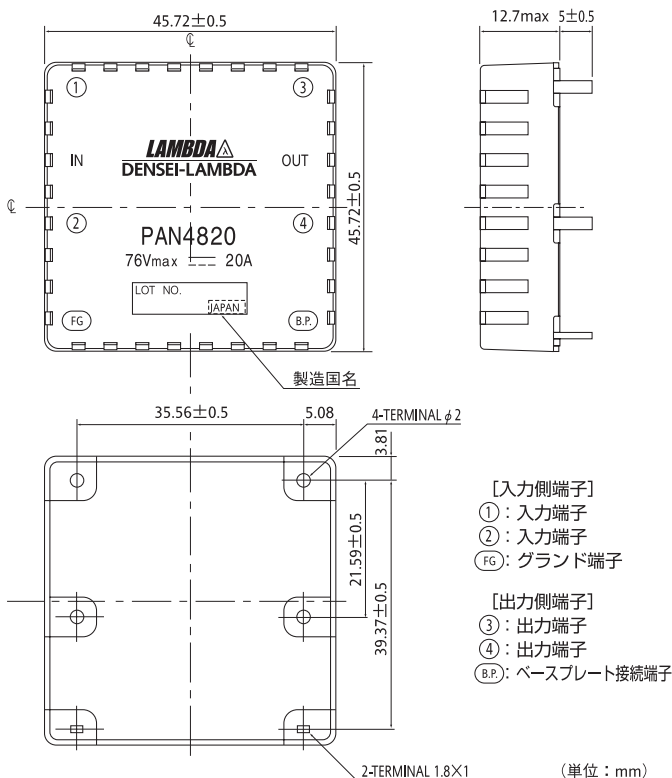 45.72±0.5
12.7max
5±0.5
℄
① ③
LAMBDA λ
IN
OUT
DENSEI-LAMBDA
℄
45.72±0.5
② ④
PAN4820
76Vmax 20A
LOT NO.
JAPAN
FG
B.P.
製造国名
35.56±0.5
5.08
4-TERMINAL φ2
3.81
21.59±0.5
39.37±0.5
[入力側端子]
①：入力端子
②：入力端子
FG：グランド端子
[出力側端子]
③：出力端子
④：出力端子
B.P.：ベースプレート接続端子
2-TERMINAL 1.8×1
（単位：mm）